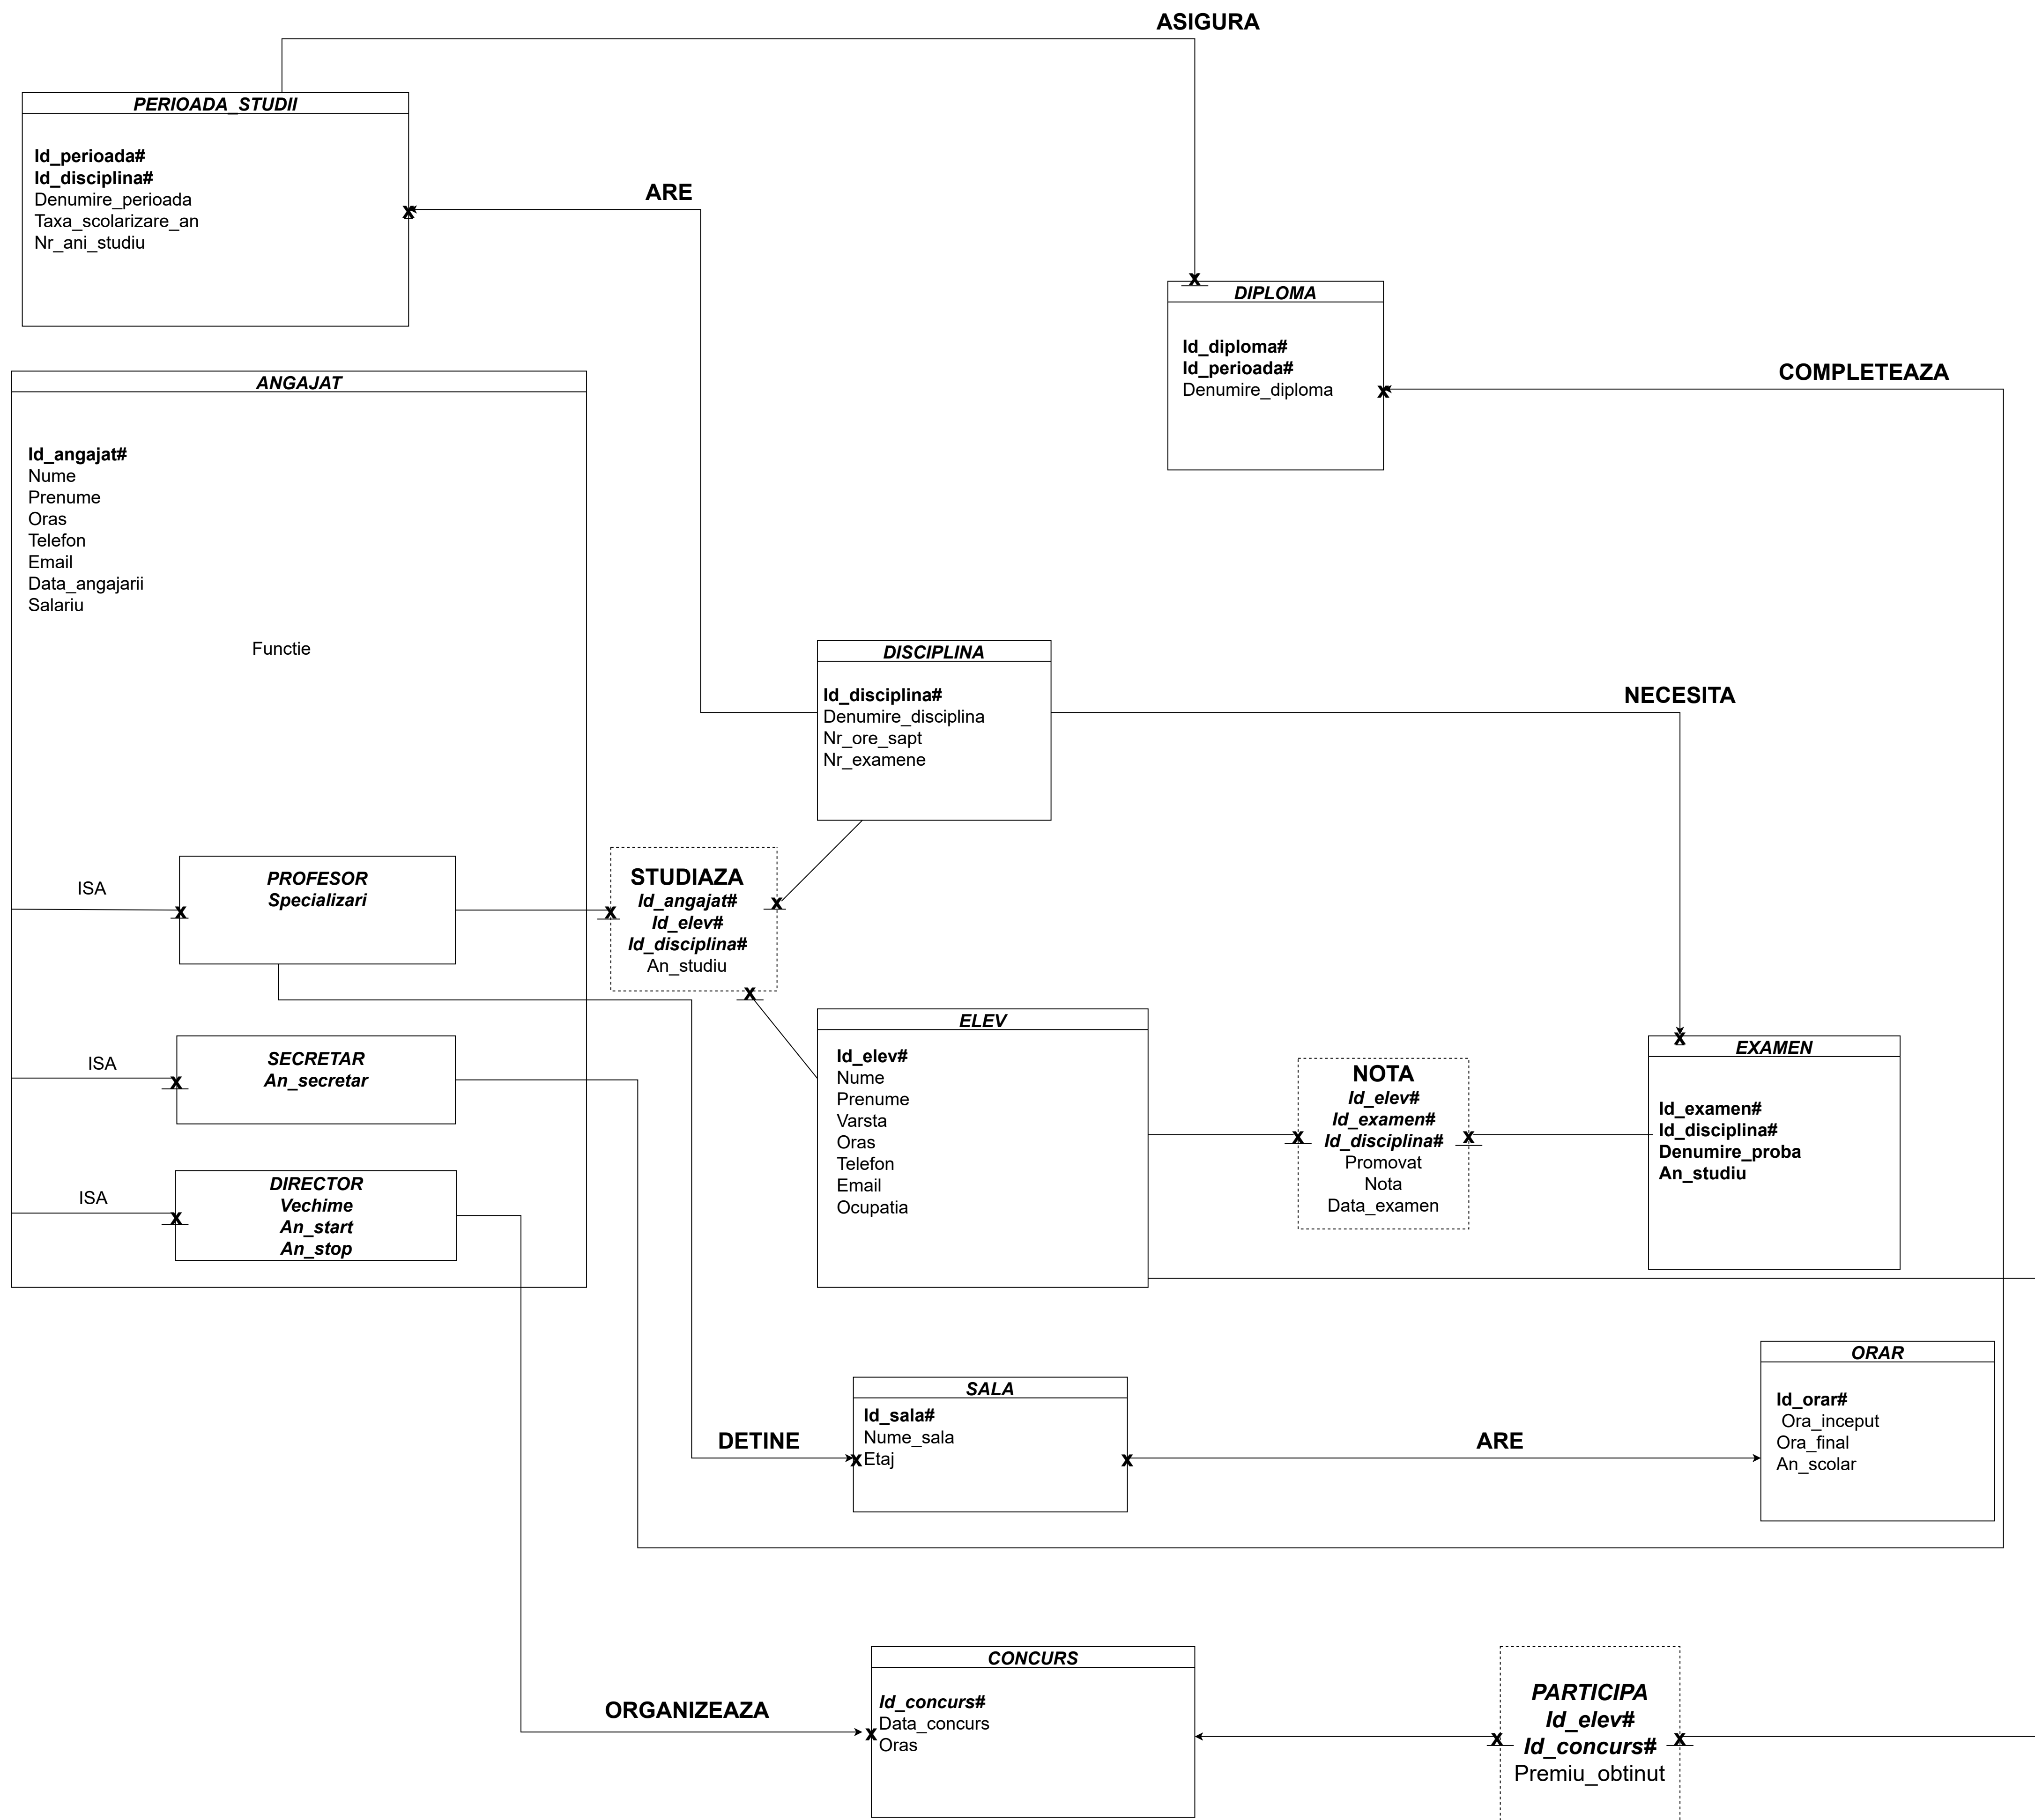 ASIGURA
PERIOADA_STUDII
Id_perioada#
Id_disciplina#
Denumire_perioada
Taxa_scolarizare_an
Nr_ani_studiu
ARE
X
X
DIPLOMA
Id_diploma#
Id_perioada#
Denumire_diploma
COMPLETEAZA
X
ANGAJAT
Id_angajat#
Nume
Prenume
Oras
Telefon
Email
Data_angajarii
Salariu
Functie
DISCIPLINA
Id_disciplina#
Denumire_disciplina
Nr_ore_sapt
Nr_examene
NECESITA
ISA
X
PROFESOR
Specializari
X
STUDIAZA
Id_angajat#
Id_elev#
Id_disciplina#
An_studiu
X
X
ISA
X
SECRETAR
An_secretar
ISA
X
DIRECTOR
Vechime
An_start
An_stop
ELEV
Id_elev#
Nume
Prenume
Varsta
Oras
Telefon
Email
Ocupatia
X
NOTA
Id_elev#
Id_examen#
Id_disciplina#
Promovat
Nota
Data_examen
X
X
EXAMEN
Id_examen#
Id_disciplina#
Denumire_proba
An_studiu
DETINE
X
SALA
Id_sala#
Nume_sala
Etaj
X
ARE
ORAR
Id_orar#
Ora_inceput
Ora_final
An_scolar
ORGANIZEAZA
X
CONCURS
Id_concurs#
Data_concurs
Oras
X
PARTICIPA
Id_elev#
Id_concurs#
Premiu_obtinut
X